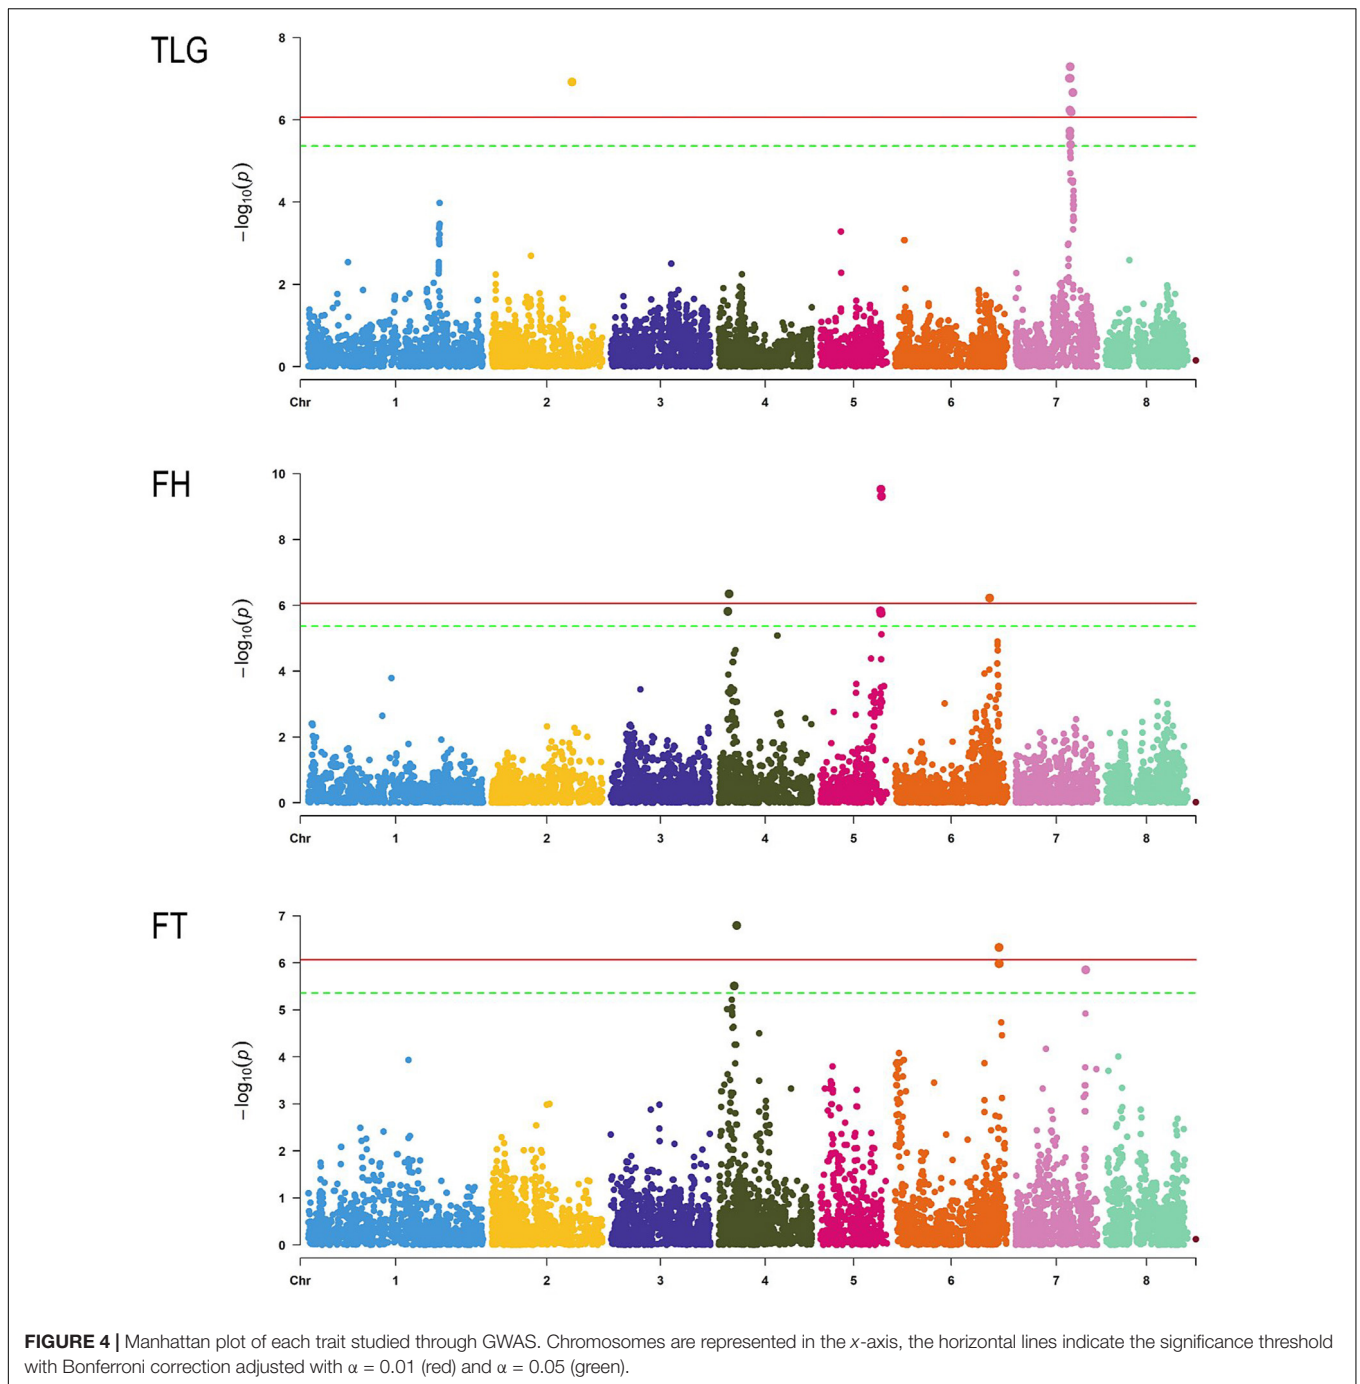 TLG
8
6
4
2
0
−log10(p)
Chr 1 2 3 4 5 6 7 8
FH
10
8
6
4
2
0
−log10(p)
Chr 1 2 3 4 5 6 7 8
FT
7
6
5
4
3
2
1
0
−log10(p)
Chr 1 2 3 4 5 6 7 8
FIGURE 4 | Manhattan plot of each trait studied through GWAS. Chromosomes are represented in the x-axis, the horizontal lines indicate the significance threshold
with Bonferroni correction adjusted with α = 0.01 (red) and α = 0.05 (green).